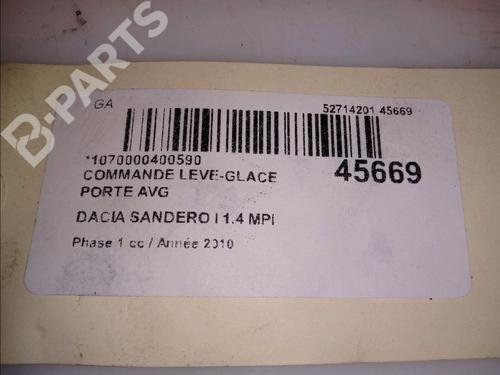 B-PARTS
GA
52714201 45669
*1070000400590
COMMANDE LEVE-GLACE
PORTE AVG
45669
DACIA SANDERO I 1.4 MPI
Phase 1 cc / Année 2010